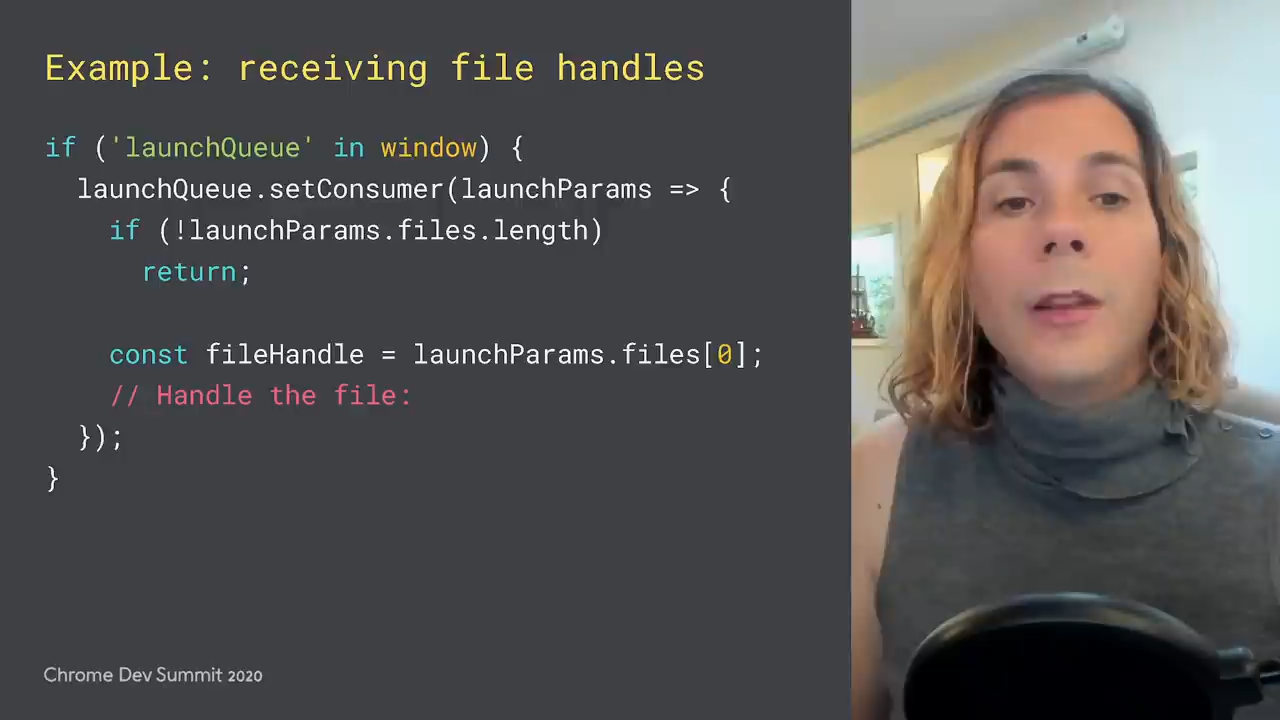 Example: receiving file handles
if ('launchQueue' in window) {
launchQueue.setConsumer(launchParams => {
if (!launchParams.files.length)
return;
const fileHandle = launchParams.files[0];
// Handle the file:
});
}
Chrome Dev Summit 2020